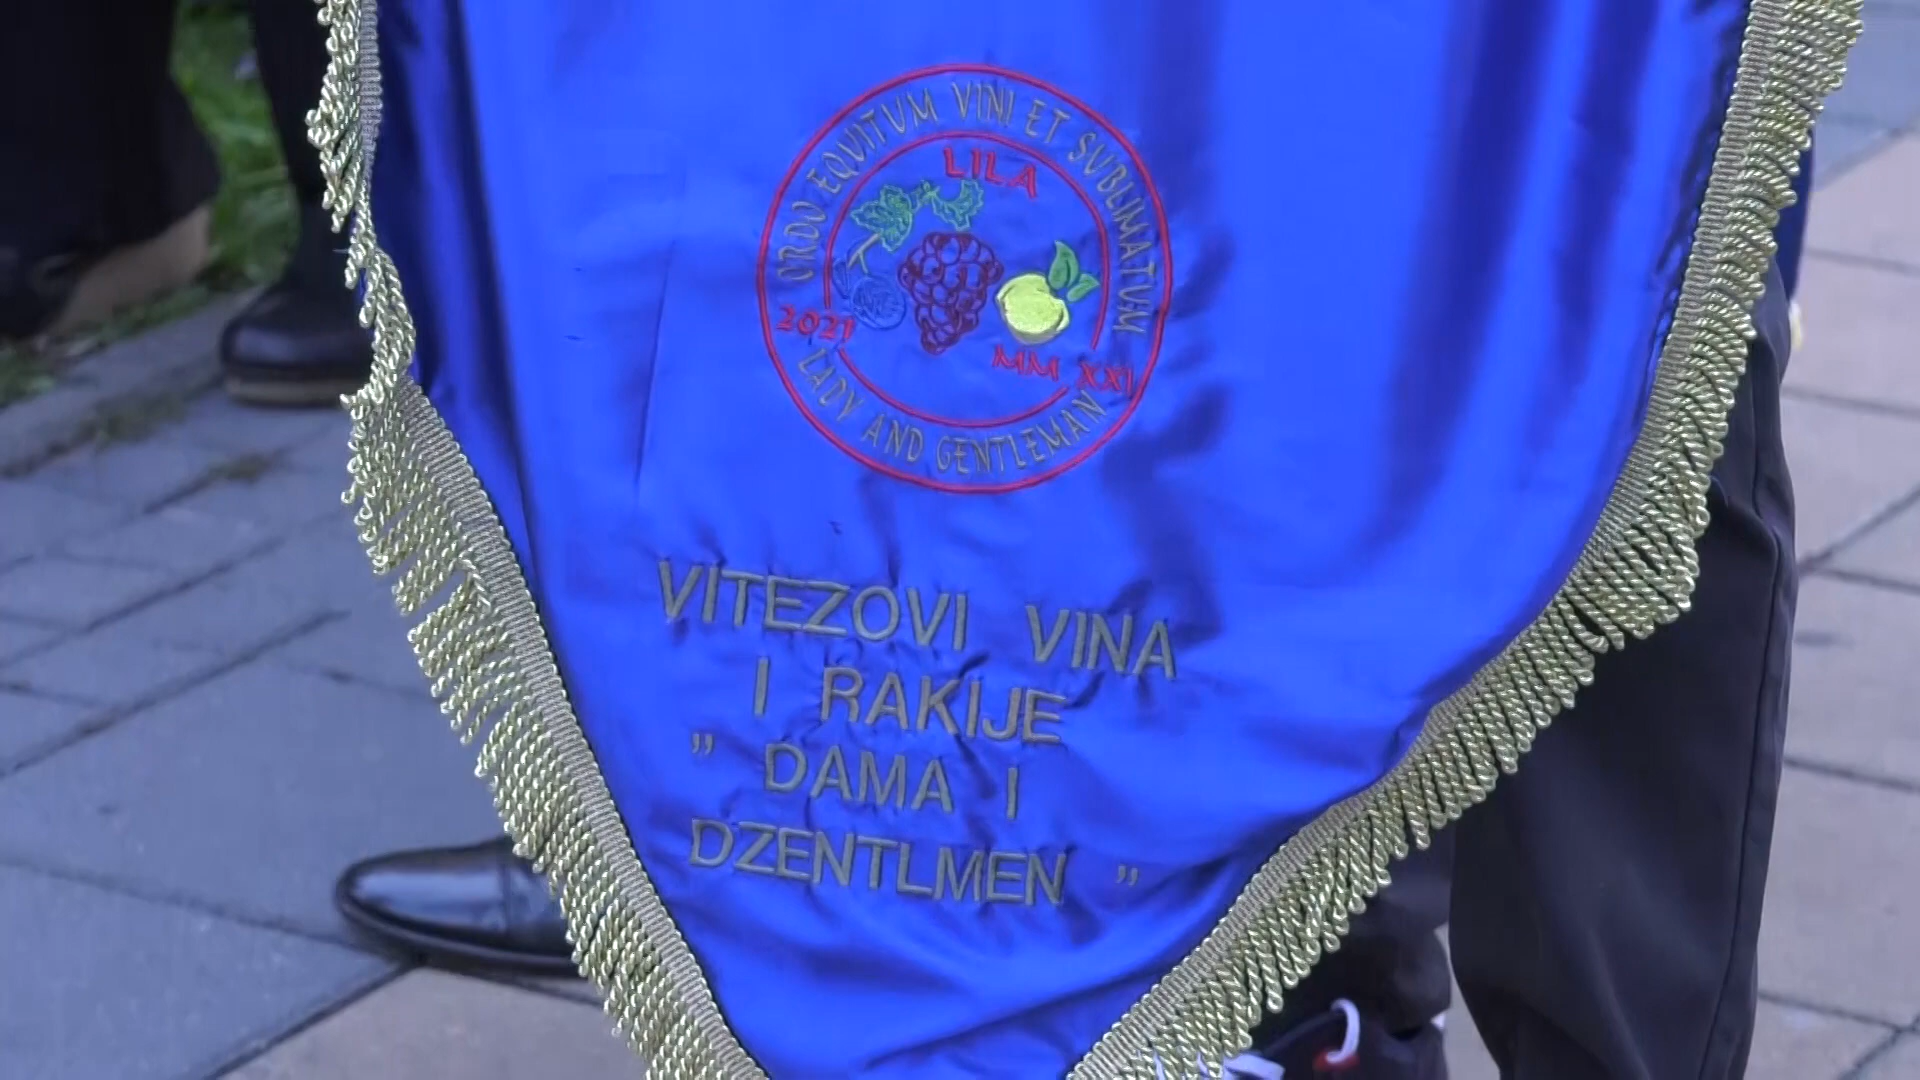 ORDO EQUITUM VINI ET SUBLIMATUM
LILA
2021
MM XXI
LADY AND GENTLEMAN
VITEZOVI VINA
I RAKIJE
" DAMA I
DZENTLMEN "